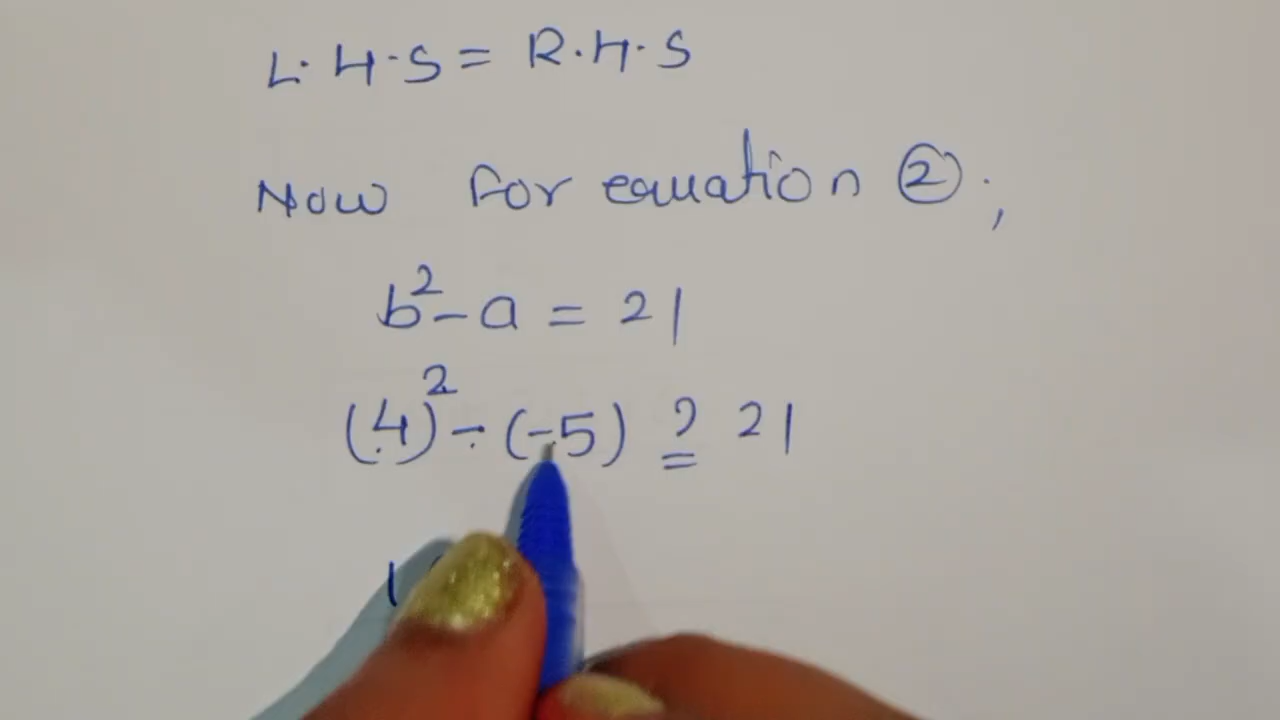 L.H.S = R.H.S
Now for equation ②.,
b² - a = 21
(4)² - (-5) ≟ 21